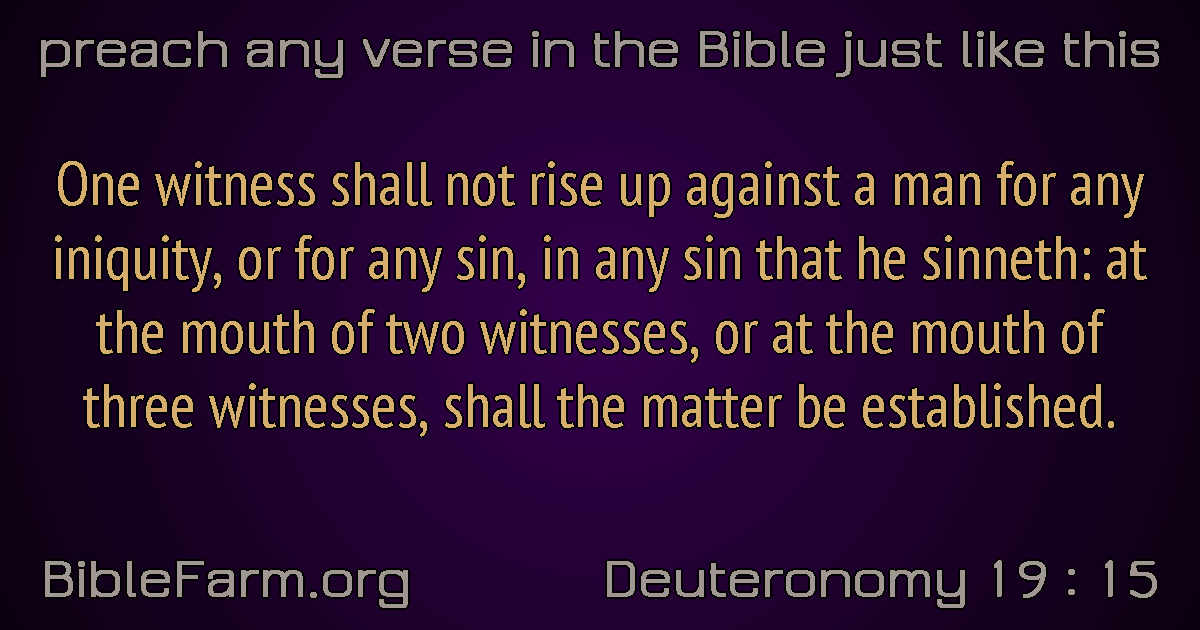 preach any verse in the Bible just like this
One witness shall not rise up against a man for any
iniquity, or for any sin, in any sin that he sinneth: at
the mouth of two witnesses, or at the mouth of
three witnesses, shall the matter be established.
BibleFarm.org
Deuteronomy 19 : 15